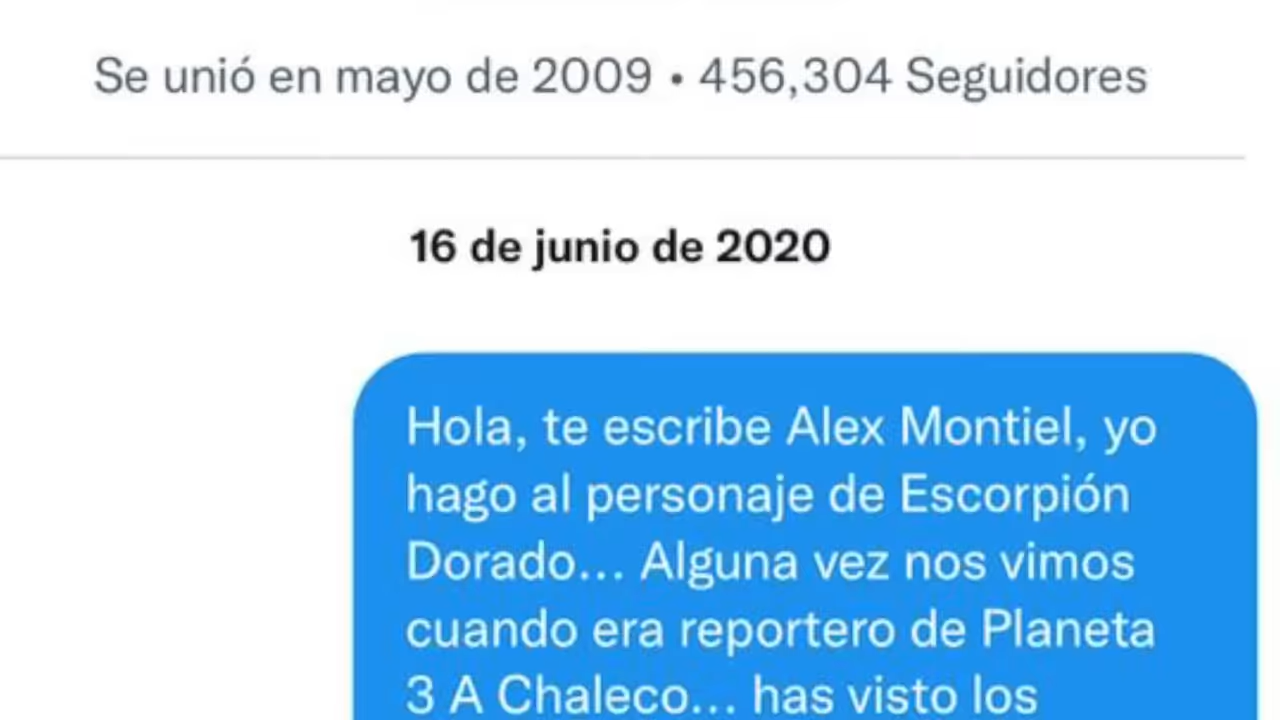 Se unió en mayo de 2009 • 456,304 Seguidores
16 de junio de 2020
Hola, te escribe Alex Montiel, yo
hago al personaje de Escorpión
Dorado... Alguna vez nos vimos
cuando era reportero de Planeta
3 A Chaleco... has visto los